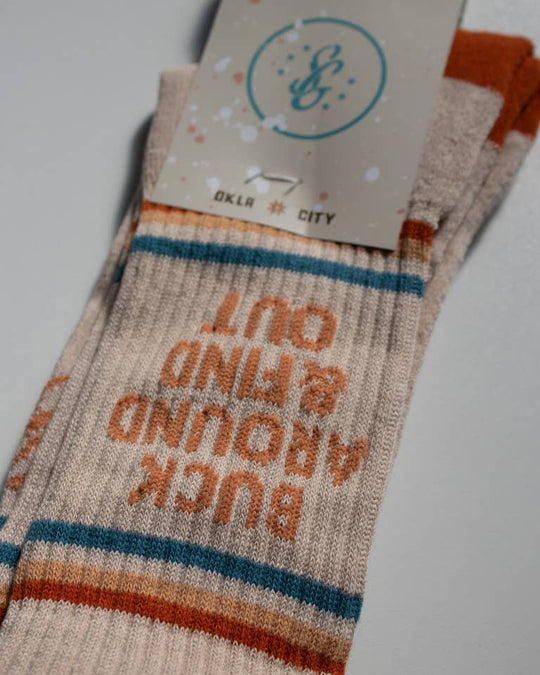 OKLA CITY
BUCK
AROUND
& FIND
OUT